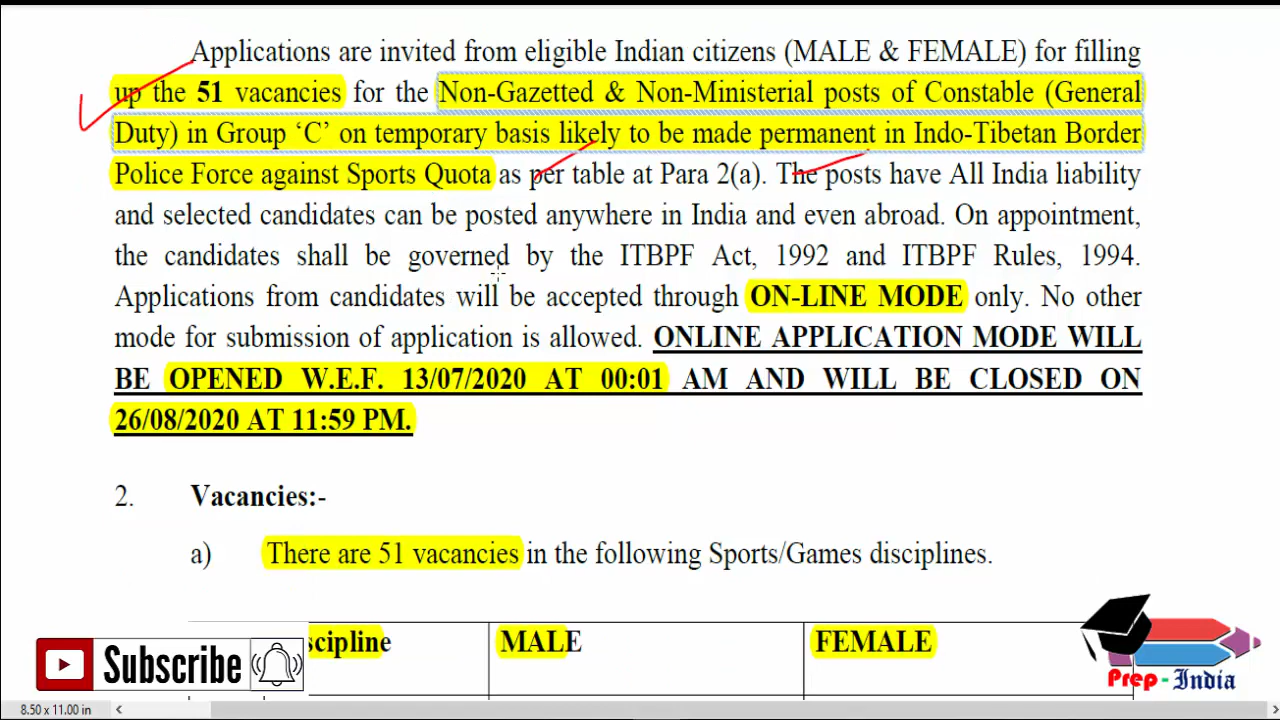 Applications are invited from eligible Indian citizens (MALE & FEMALE) for filling
up the 51 vacancies for the Non-Gazetted & Non-Ministerial posts of Constable (General
Duty) in Group ‘C’ on temporary basis likely to be made permanent in Indo-Tibetan Border
Police Force against Sports Quota as per table at Para 2(a). The posts have All India liability
and selected candidates can be posted anywhere in India and even abroad. On appointment,
the candidates shall be governed by the ITBPF Act, 1992 and ITBPF Rules, 1994.
Applications from candidates will be accepted through ON-LINE MODE only. No other
mode for submission of application is allowed. ONLINE APPLICATION MODE WILL
BE OPENED W.E.F. 13/07/2020 AT 00:01 AM AND WILL BE CLOSED ON
26/08/2020 AT 11:59 PM.
2. Vacancies:-
a) There are 51 vacancies in the following Sports/Games disciplines.
scipline MALE FEMALE
Subscribe
Prep - India
8.50 x 11.00 in